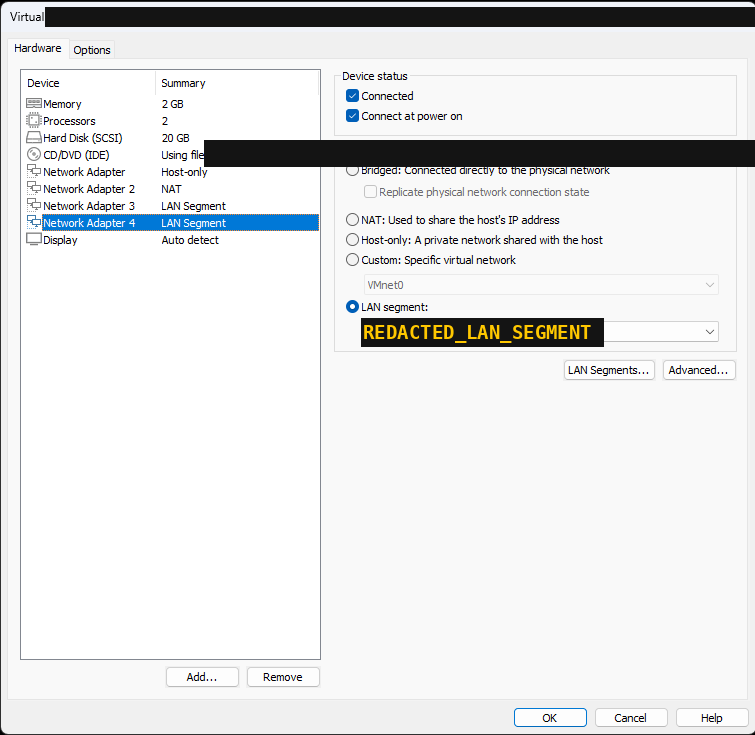 Virtual
Hardware
Options
Device Summary
Memory 2 GB
Processors 2
Hard Disk (SCSI) 20 GB
CD/DVD (IDE) Using file
Network Adapter Host-only
Network Adapter 2 NAT
Network Adapter 3 LAN Segment
Network Adapter 4 LAN Segment
Display Auto detect
Add...
Remove
Device status
Connected
Connect at power on
Bridged: Connected directly to the physical network
Replicate physical network connection state
NAT: Used to share the host's IP address
Host-only: A private network shared with the host
Custom: Specific virtual network
VMnet0
LAN segment:
REDACTED_LAN_SEGMENT
LAN Segments...
Advanced...
OK
Cancel
Help